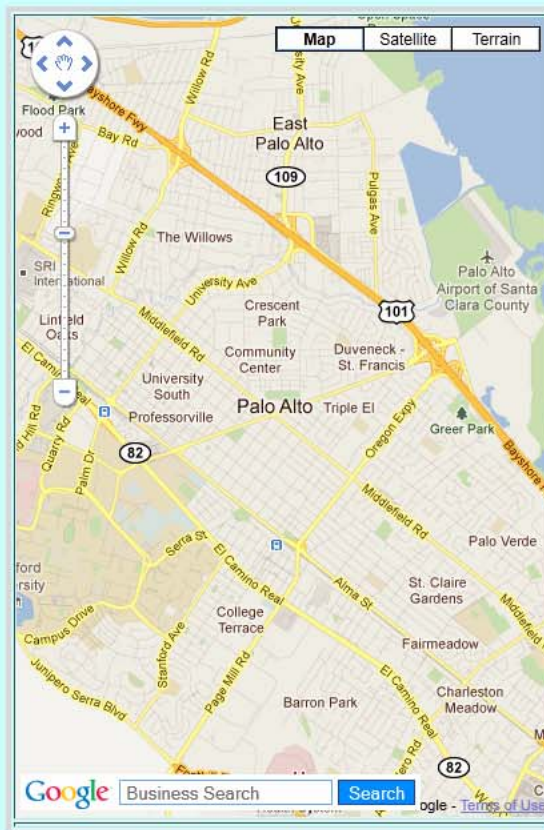 Map
Satellite
Terrain
Willow Rd
Flood Park
Bayshore Fwy
Bay Rd
East
Palo Alto
109
Pulgas Ave
Willow Rd
The Willows
SRI
International
University Ave
Palo Alto
Airport of Santa
Clara County
Crescent
Park
101
Middlefield Rd
Linfield
Oaks
Community
Center
Duveneck -
St. Francis
El Camino
University
South
Professorville
Palo Alto
Triple El
Oregon Expy
Greer Park
Quarry Rd
Palm Dr
82
Bayshore
Middlefield Rd
Serra St
Palo Verde
El Camino Real
Alma St
St. Claire
Gardens
College
Terrace
Campus Drive
Stanford Ave
Middlefield
Fairmeadow
Junipero Serra Blvd
Page Mill Rd
El Camino Real
Charleston
Meadow
Barron Park
82
Google
Business Search
Search
ogle - Terms of Use